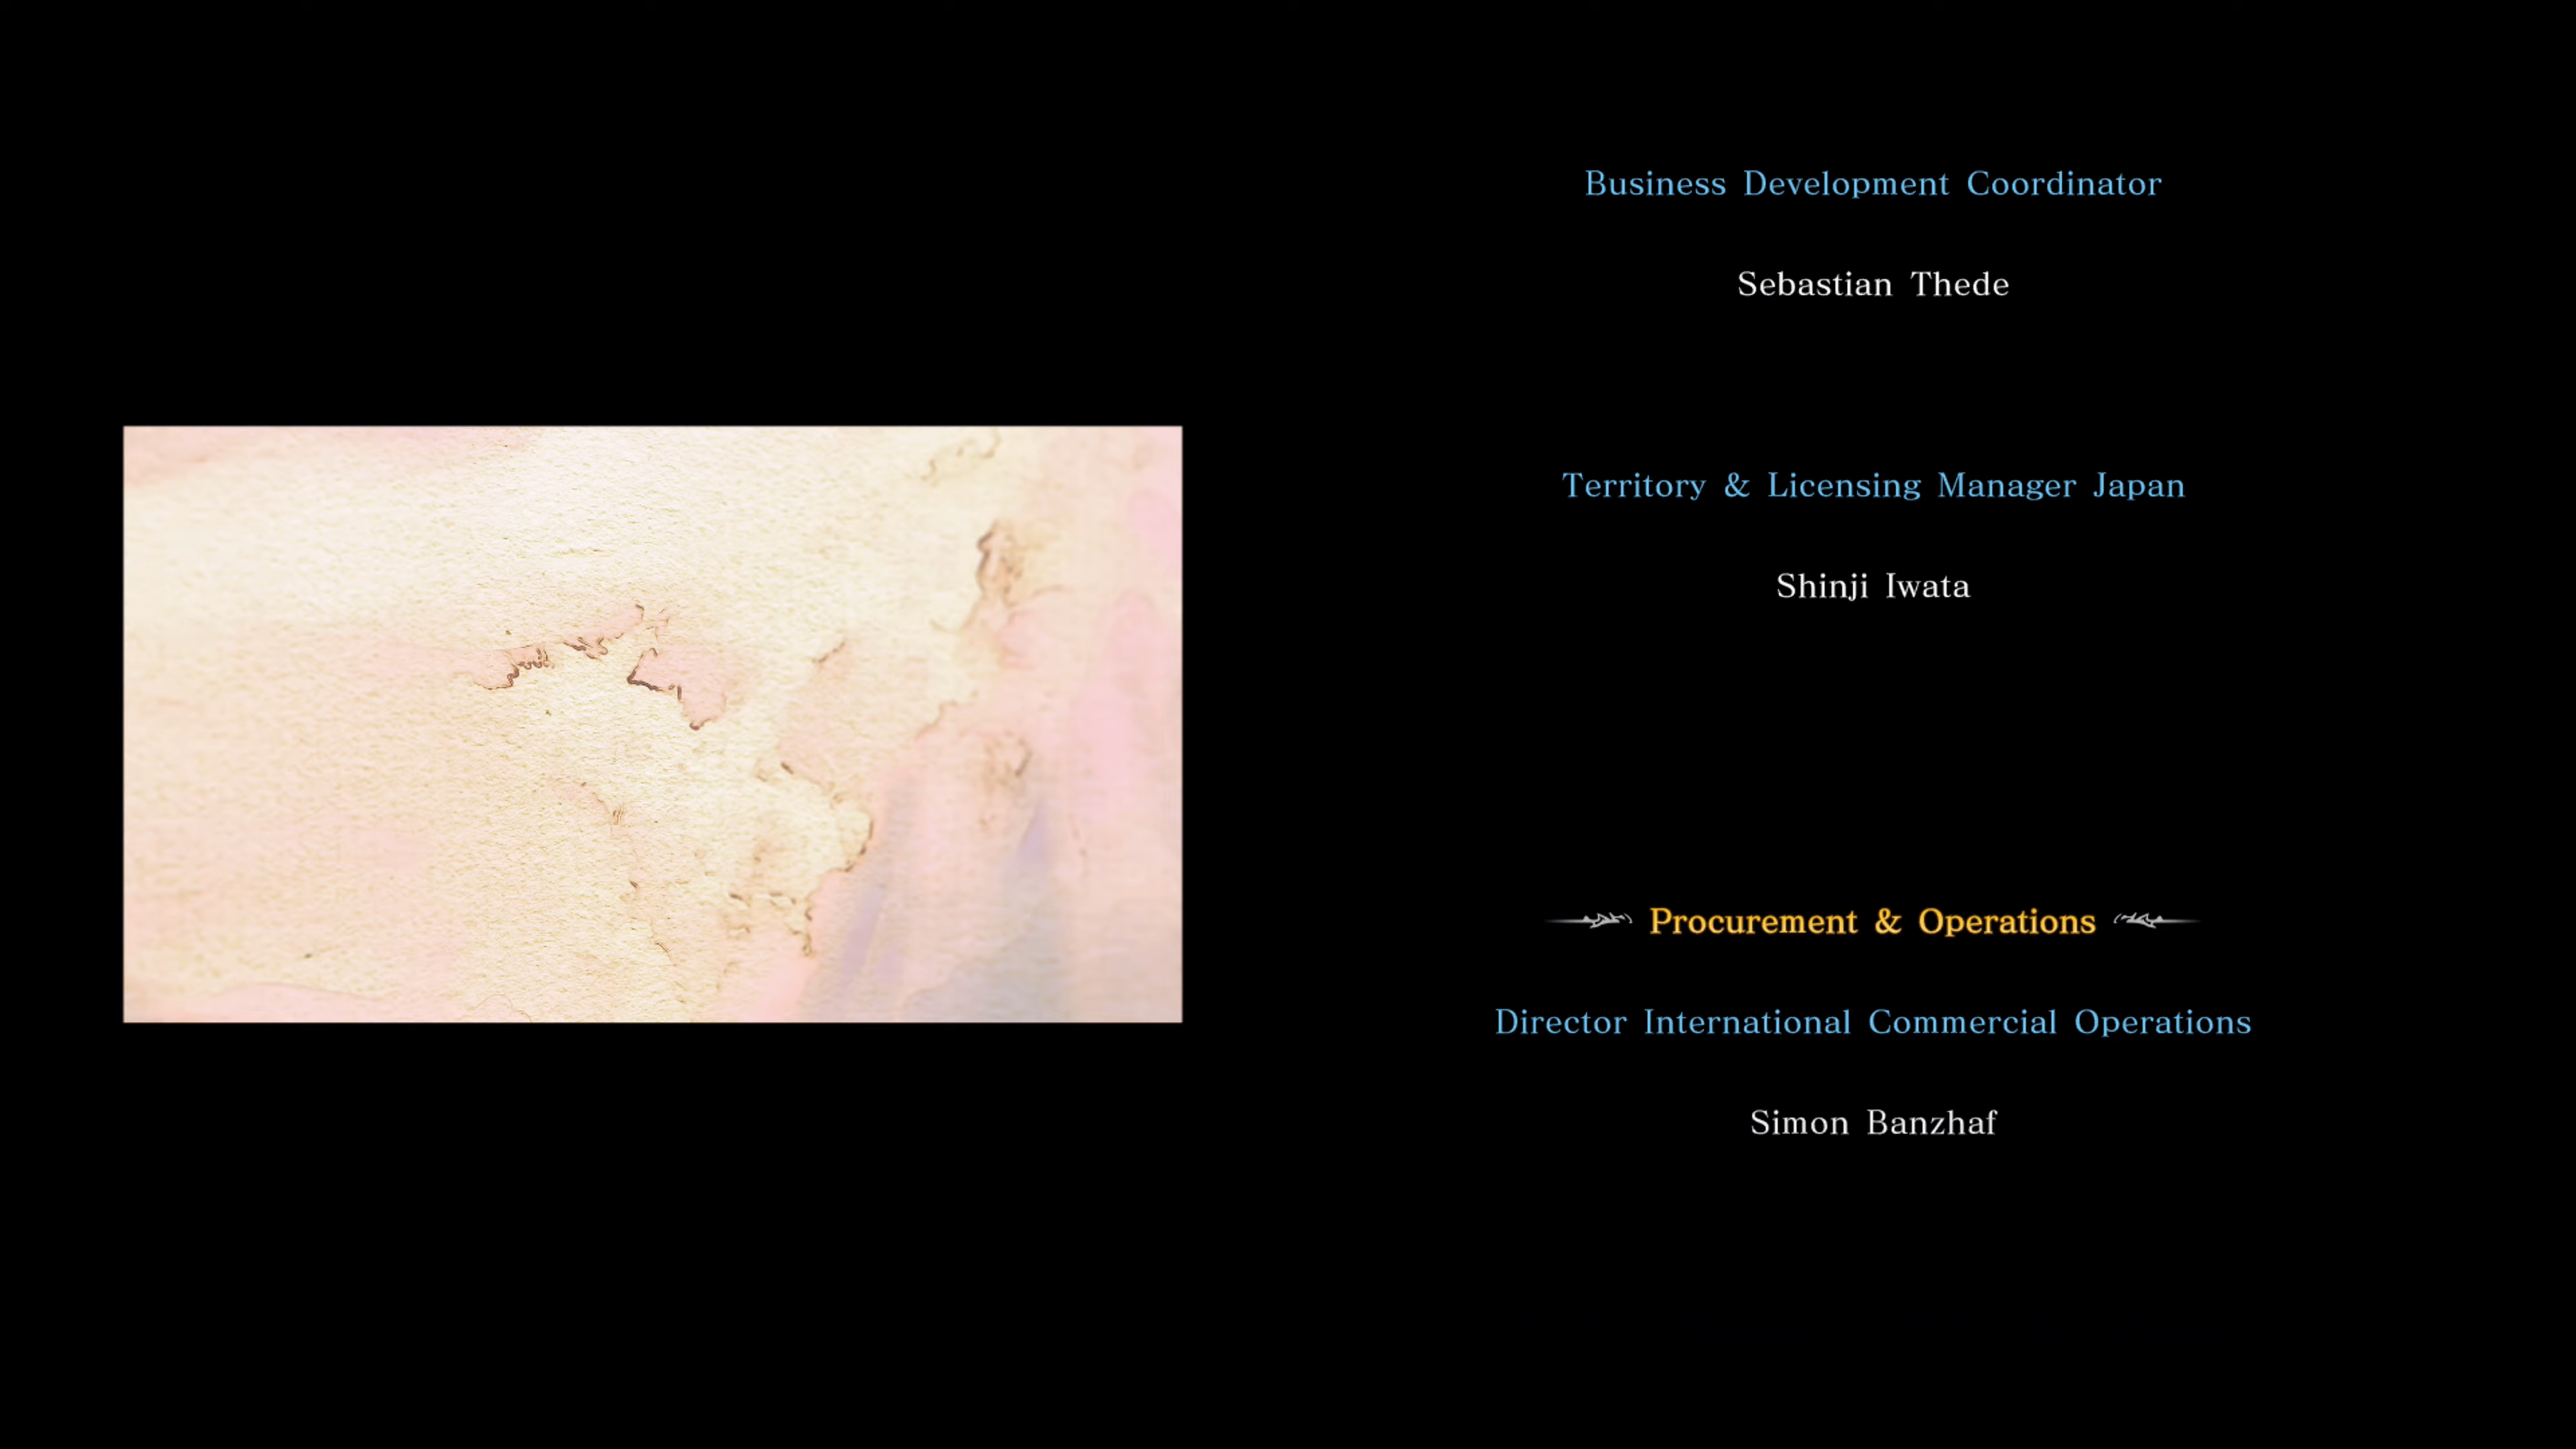 Business Development Coordinator
Sebastian Thede
Territory & Licensing Manager Japan
Shinji Iwata
Procurement & Operations
Director International Commercial Operations
Simon Banzhaf